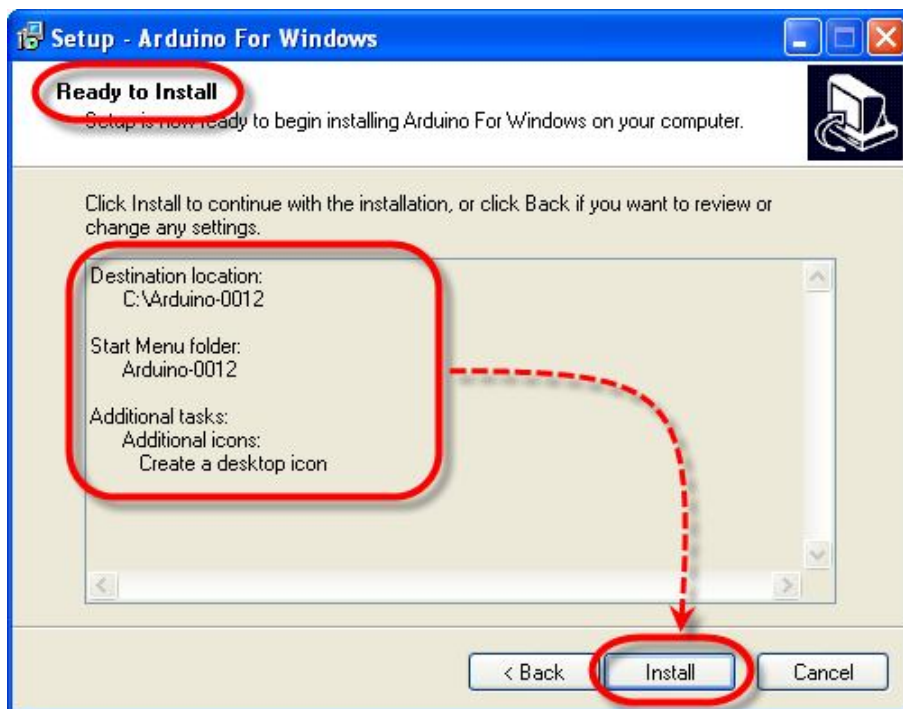 Setup - Arduino For Windows
Ready to Install
Setup is now ready to begin installing Arduino For Windows on your computer.
Click Install to continue with the installation, or click Back if you want to review or
change any settings.
Destination location:
C:\Arduino-0012
Start Menu folder:
Arduino-0012
Additional tasks:
Additional icons:
Create a desktop icon
< Back
Install
Cancel